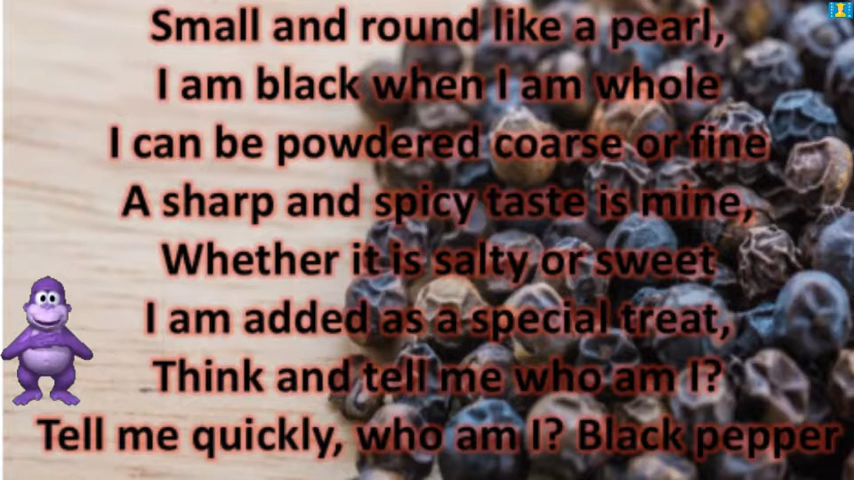 Small and round like a pearl,
I am black when I am whole
I can be powdered coarse or fine
A sharp and spicy taste is mine,
Whether it is salty or sweet
I am added as a special treat,
Think and tell me who am I?
Tell me quickly, who am I? Black pepper